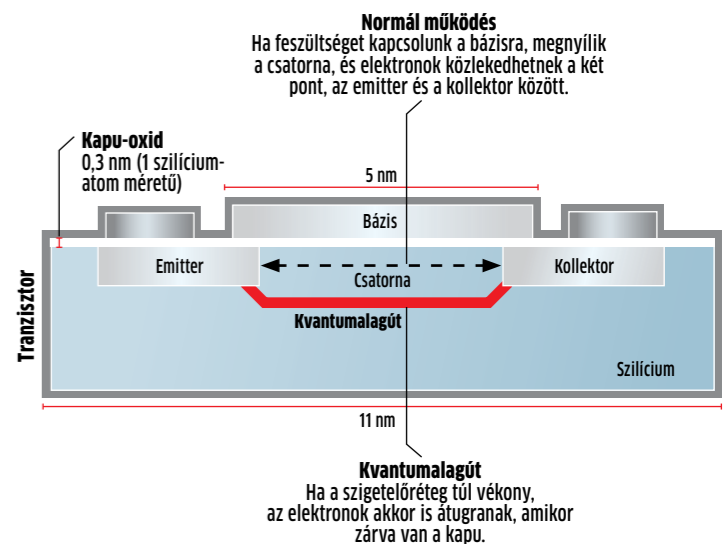 Normál működés
Ha feszültséget kapcsolunk a bázisra, megnyílik
a csatorna, és elektronok közlekedhetnek a két
pont, az emitter és a kollektor között.
Kapu-oxid
0,3 nm (1 szilícium-
atom méretű)
5 nm
Bázis
Emitter
Csatorna
Kollektor
Kvantumalagút
Tranzisztor
Szilícium
11 nm
Kvantumalagút
Ha a szigetelőréteg túl vékony,
az elektronok akkor is átugranak, amikor
zárva van a kapu.